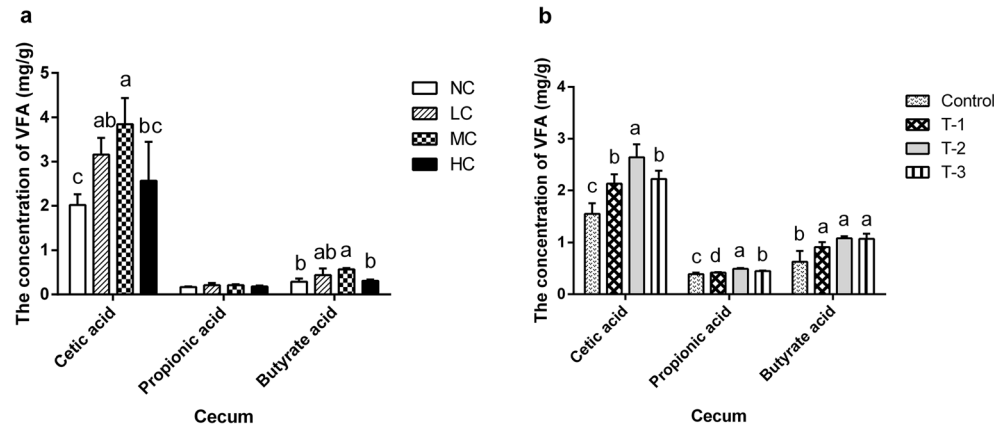 a
The concentration of VFA (mg/g)
5
4
3
2
1
0
c
ab
a
bc
b
ab
a
b
Cetic acid
Propionic acid
Butyrate acid
Cecum
NC
LC
MC
HC
b
The concentration of VFA (mg/g)
4
3
2
1
0
c
b
a
b
c
d
a
b
b
a
a
a
Cetic acid
Propionic acid
Butyrate acid
Cecum
Control
T-1
T-2
T-3